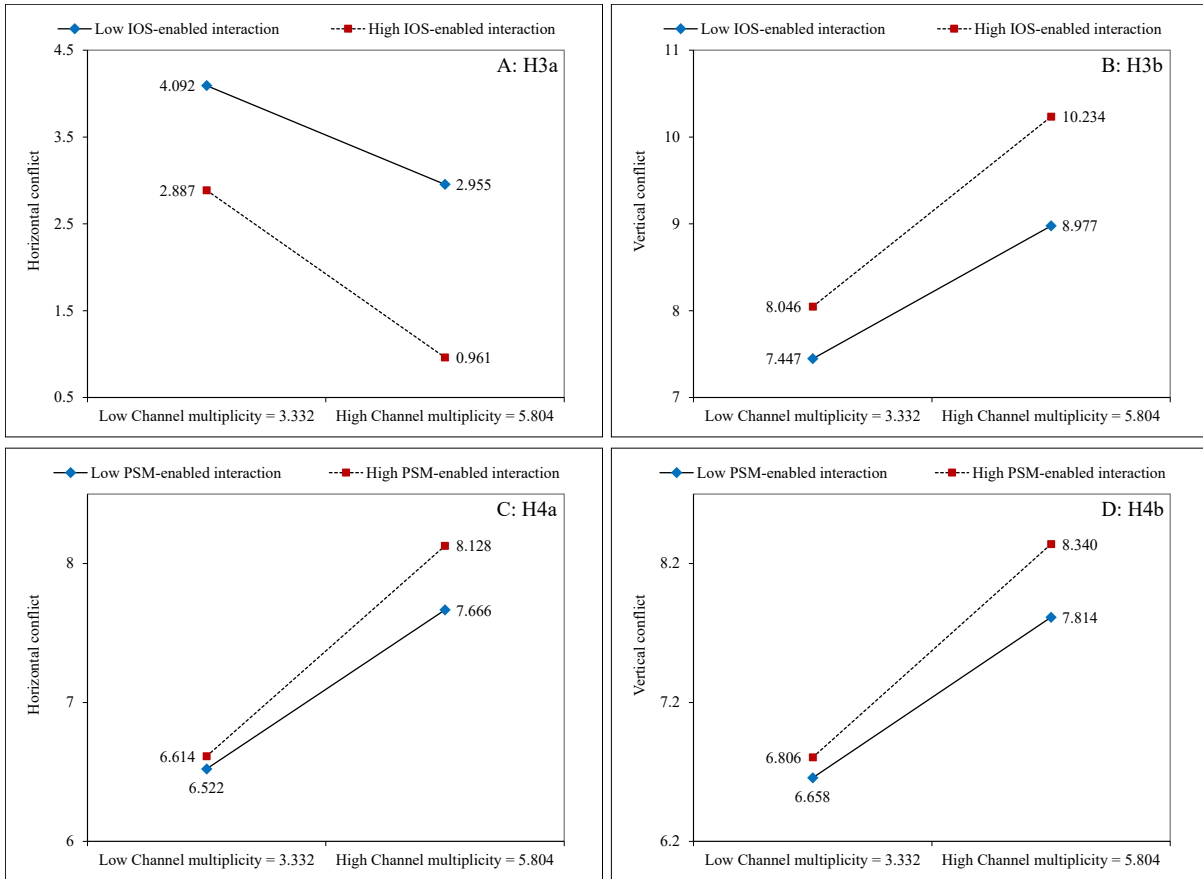 Low IOS-enabled interaction High IOS-enabled interaction
A: H3a
Horizontal conflict
4.5
3.5
2.5
1.5
0.5
4.092
2.955
2.887
0.961
Low Channel multiplicity = 3.332 High Channel multiplicity = 5.804
Low IOS-enabled interaction High IOS-enabled interaction
B: H3b
Vertical conflict
11
10
9
8
7
10.234
8.977
8.046
7.447
Low Channel multiplicity = 3.332 High Channel multiplicity = 5.804
Low PSM-enabled interaction High PSM-enabled interaction
C: H4a
Horizontal conflict
8
7
6
8.128
7.666
6.614
6.522
Low Channel multiplicity = 3.332 High Channel multiplicity = 5.804
Low PSM-enabled interaction High PSM-enabled interaction
D: H4b
Vertical conflict
8.2
7.2
6.2
8.340
7.814
6.806
6.658
Low Channel multiplicity = 3.332 High Channel multiplicity = 5.804